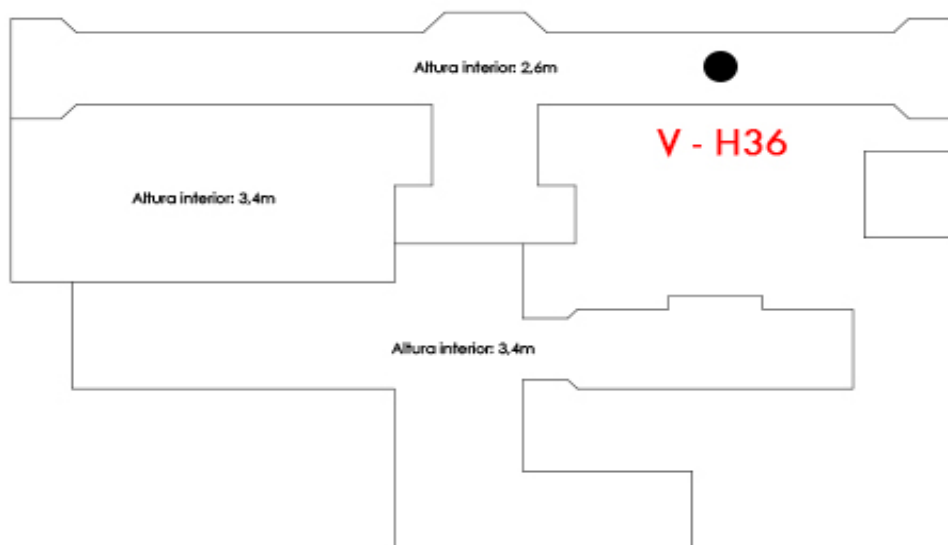 Altura interior: 2,6m
V - H36
Altura interior: 3,4m
Altura interior: 3,4m